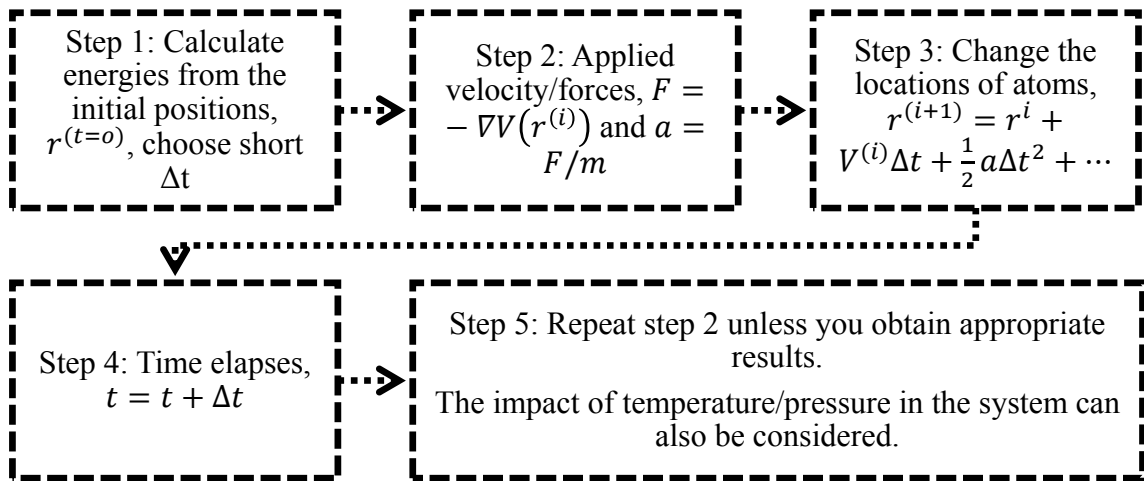 Step 1: Calculate
energies from the
initial positions,
r^(t=o), choose short
Δt
Step 2: Applied
velocity/forces, F =
− ∇V(r^(i)) and a =
F/m
Step 3: Change the
locations of atoms,
r^(i+1) = r^i +
V^(i)Δt + ½ aΔt² + ⋯
Step 4: Time elapses,
t = t + Δt
Step 5: Repeat step 2 unless you obtain appropriate
results.
The impact of temperature/pressure in the system can
also be considered.